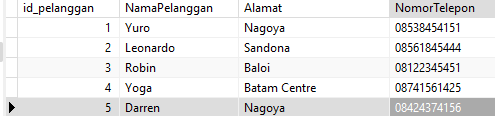 id_pelanggan NamaPelanggan Alamat NomorTelepon
1 Yuro Nagoya 08538454151
2 Leonardo Sandona 08561845444
3 Robin Baloi 08122345451
4 Yoga Batam Centre 08741561425
5 Darren Nagoya 08424374156